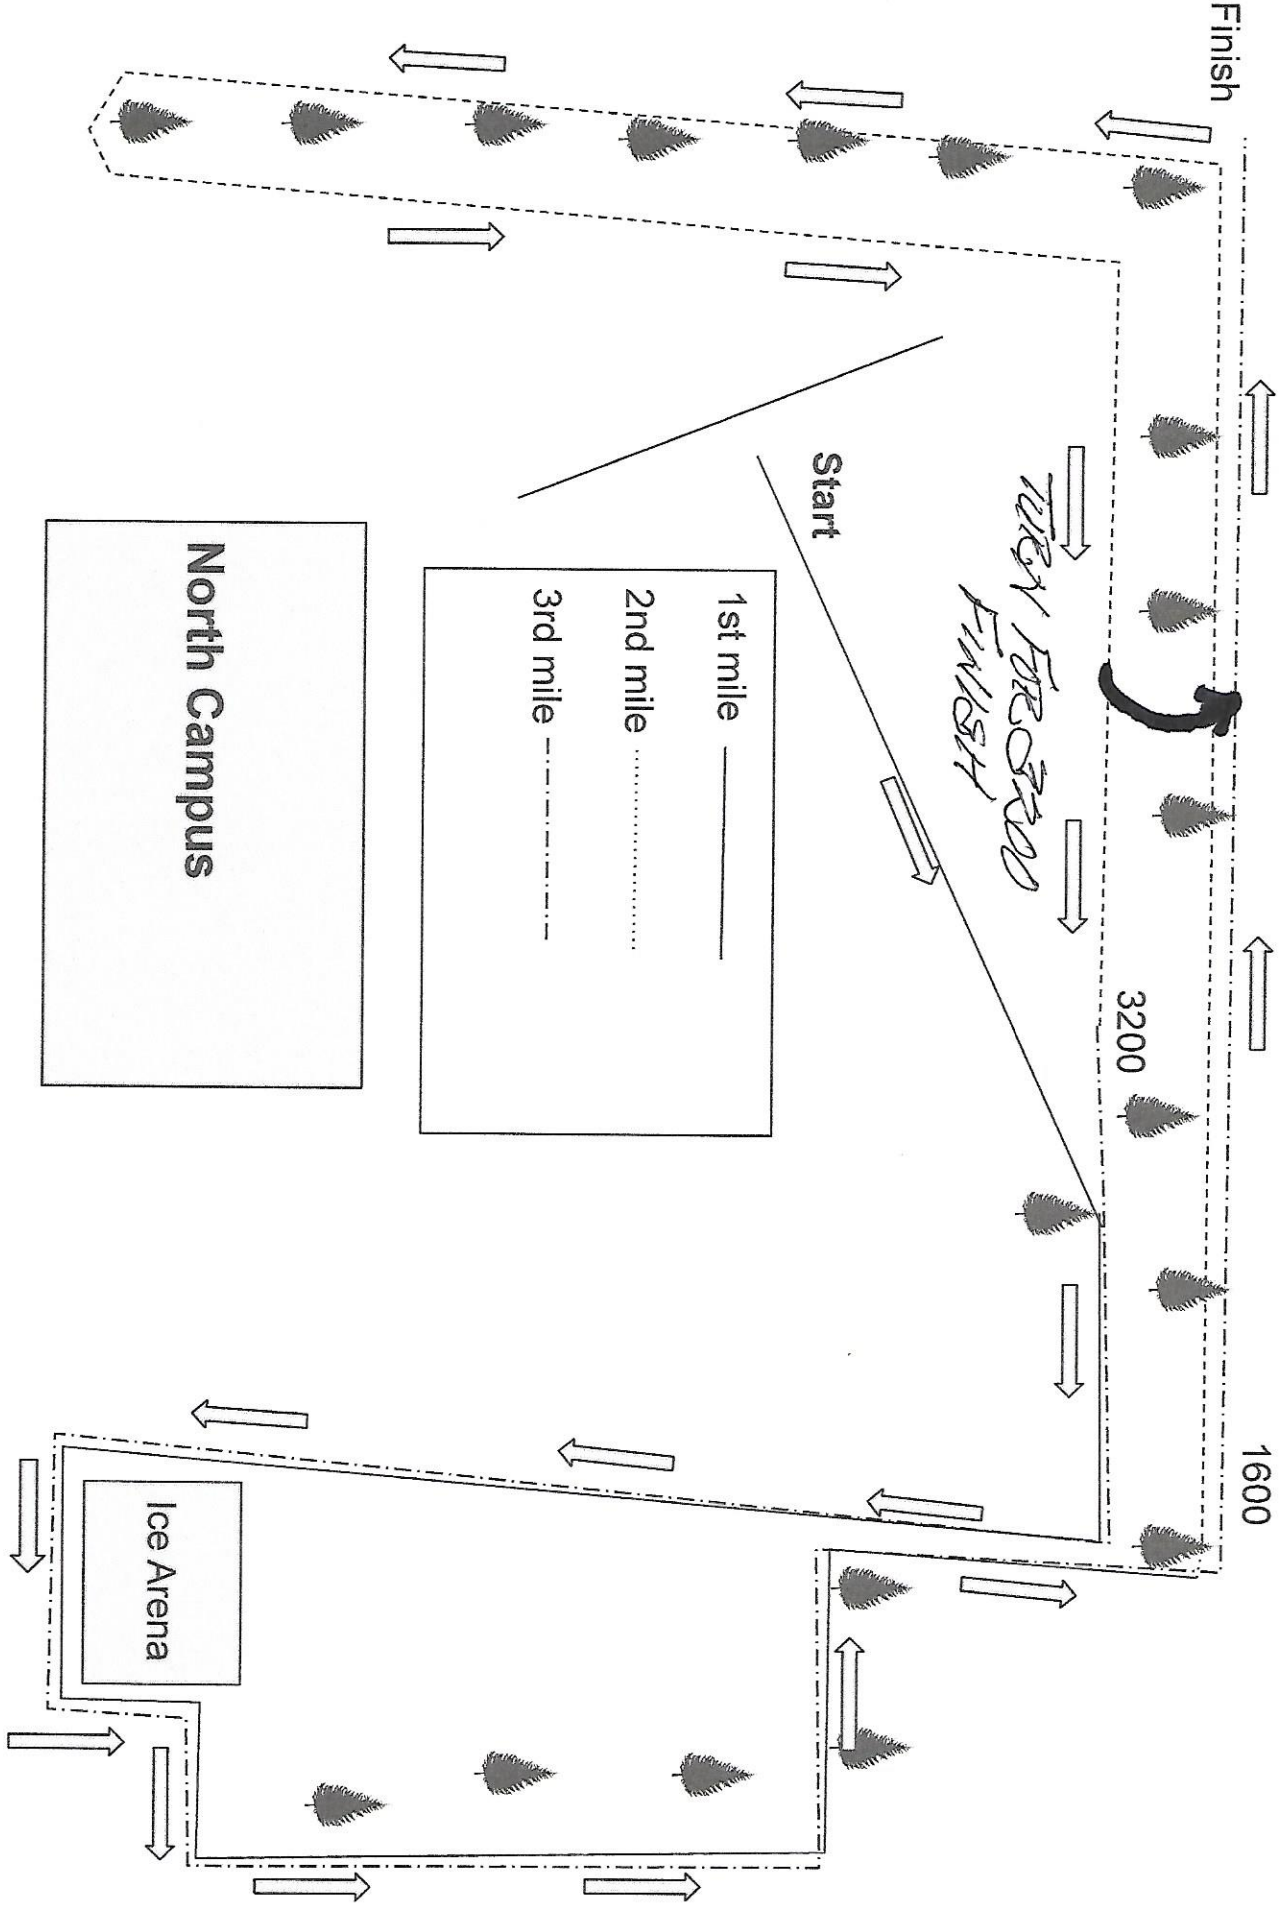 Finish
1600
3200
TURN FOR 3200
FINISH
Start
1st mile
2nd mile
3rd mile
North Campus
Ice Arena